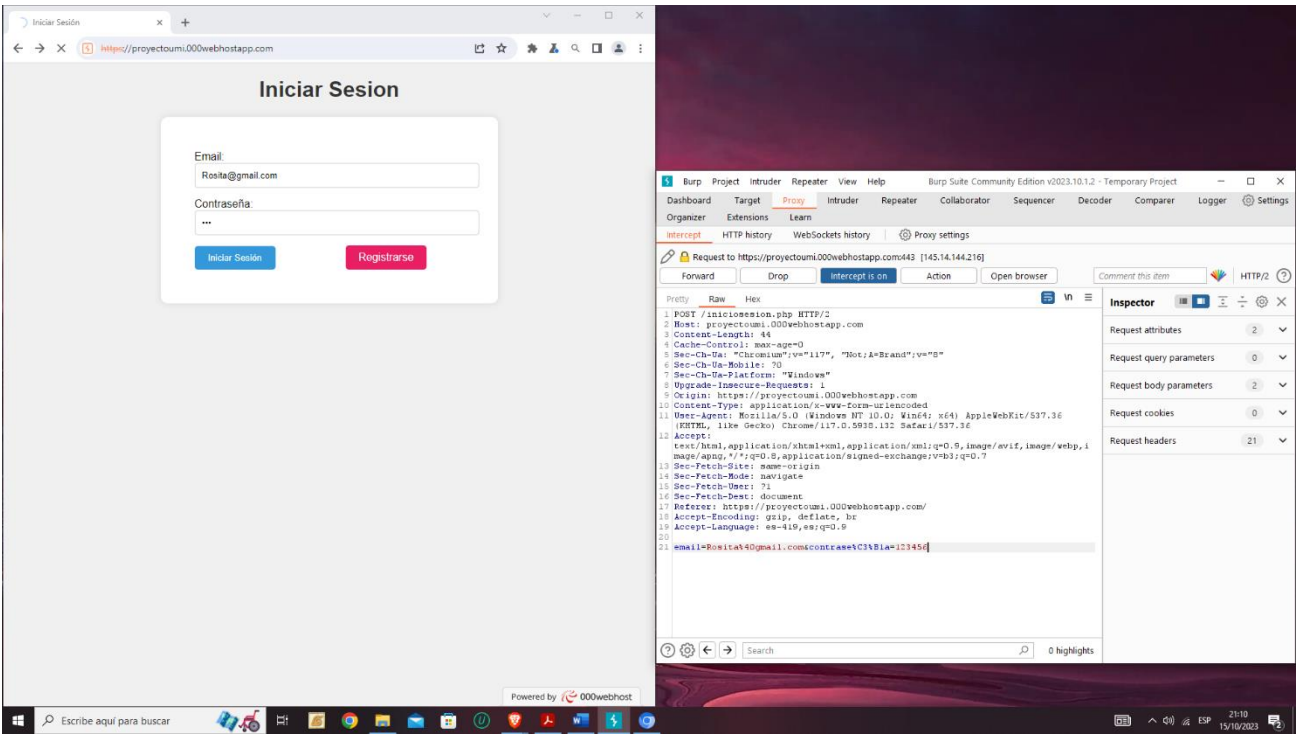 Iniciar Sesión
https://proyectoumi.000webhostapp.com
Iniciar Sesion
Email:
Rosita@gmail.com
Contraseña:
•••
Iniciar Sesión
Registrarse
Powered by 000webhost
Burp Project Intruder Repeater View Help Burp Suite Community Edition v2023.10.1.2 - Temporary Project
Dashboard Target Proxy Intruder Repeater Collaborator Sequencer Decoder Comparer Logger Settings
Organizer Extensions Learn
Intercept HTTP history WebSockets history Proxy settings
Request to https://proyectoumi.000webhostapp.com:443 [145.14.144.216]
Forward Drop Intercept is on Action Open browser Comment this item HTTP/2
Pretty Raw Hex \n
1 POST /iniciosesion.php HTTP/2
2 Host: proyectoumi.000webhostapp.com
3 Content-Length: 44
4 Cache-Control: max-age=0
5 Sec-Ch-Ua: "Chromium";v="117", "Not;A=Brand";v="8"
6 Sec-Ch-Ua-Mobile: ?0
7 Sec-Ch-Ua-Platform: "Windows"
8 Upgrade-Insecure-Requests: 1
9 Origin: https://proyectoumi.000webhostapp.com
10 Content-Type: application/x-www-form-urlencoded
11 User-Agent: Mozilla/5.0 (Windows NT 10.0; Win64; x64) AppleWebKit/537.36
(KHTML, like Gecko) Chrome/117.0.5938.132 Safari/537.36
12 Accept:
text/html,application/xhtml+xml,application/xml;q=0.9,image/avif,image/webp,i
mage/apng,*/*;q=0.8,application/signed-exchange;v=b3;q=0.7
13 Sec-Fetch-Site: same-origin
14 Sec-Fetch-Mode: navigate
15 Sec-Fetch-User: ?1
16 Sec-Fetch-Dest: document
17 Referer: https://proyectoumi.000webhostapp.com/
18 Accept-Encoding: gzip, deflate, br
19 Accept-Language: es-419,es;q=0.9
20
21 email=Rosita%40gmail.com&contrase%C3%B1a=123456
Inspector
Request attributes 2
Request query parameters 0
Request body parameters 2
Request cookies 0
Request headers 21
Search 0 highlights
Escribe aquí para buscar
ESP
21:10
15/10/2023
2